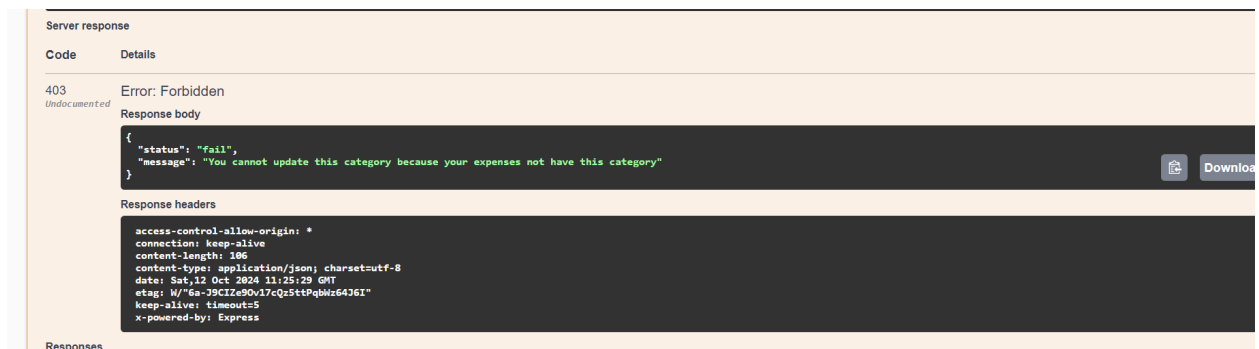 Server response
Code Details
403 Error: Forbidden
Undocumented
Response body
{
"status": "fail",
"message": "You cannot update this category because your expenses not have this category"
}
Downloa
Response headers
access-control-allow-origin: *
connection: keep-alive
content-length: 106
content-type: application/json; charset=utf-8
date: Sat,12 Oct 2024 11:25:29 GMT
etag: W/"6a-J9CIZe9Ov17cQz5ttPqbWz64J6I"
keep-alive: timeout=5
x-powered-by: Express
Responses